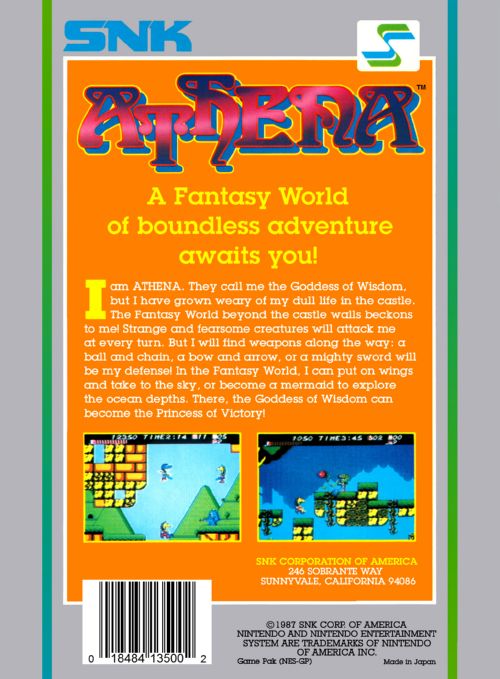 SNK
S
ATHENA™
A Fantasy World
of boundless adventure
awaits you!
I am ATHENA. They call me the Goddess of Wisdom,
but I have grown weary of my dull life in the castle.
The Fantasy World beyond the castle walls beckons
to me! Strange and fearsome creatures will attack me
at every turn. But I will find weapons along the way: a
ball and chain, a bow and arrow, or a mighty sword will
be my defense! In the Fantasy World, I can put on wings
and take to the sky, or become a mermaid to explore
the ocean depths. There, the Goddess of Wisdom can
become the Princess of Victory!
12350 TIME2:14
1050 TIME3:45
SNK CORPORATION OF AMERICA
246 SOBRANTE WAY
SUNNYVALE, CALIFORNIA 94086
0 18484 13500 2
©1987 SNK CORP. OF AMERICA
NINTENDO AND NINTENDO ENTERTAINMENT
SYSTEM ARE TRADEMARKS OF NINTENDO
OF AMERICA INC.
Game Pak (NES-GP) Made in Japan